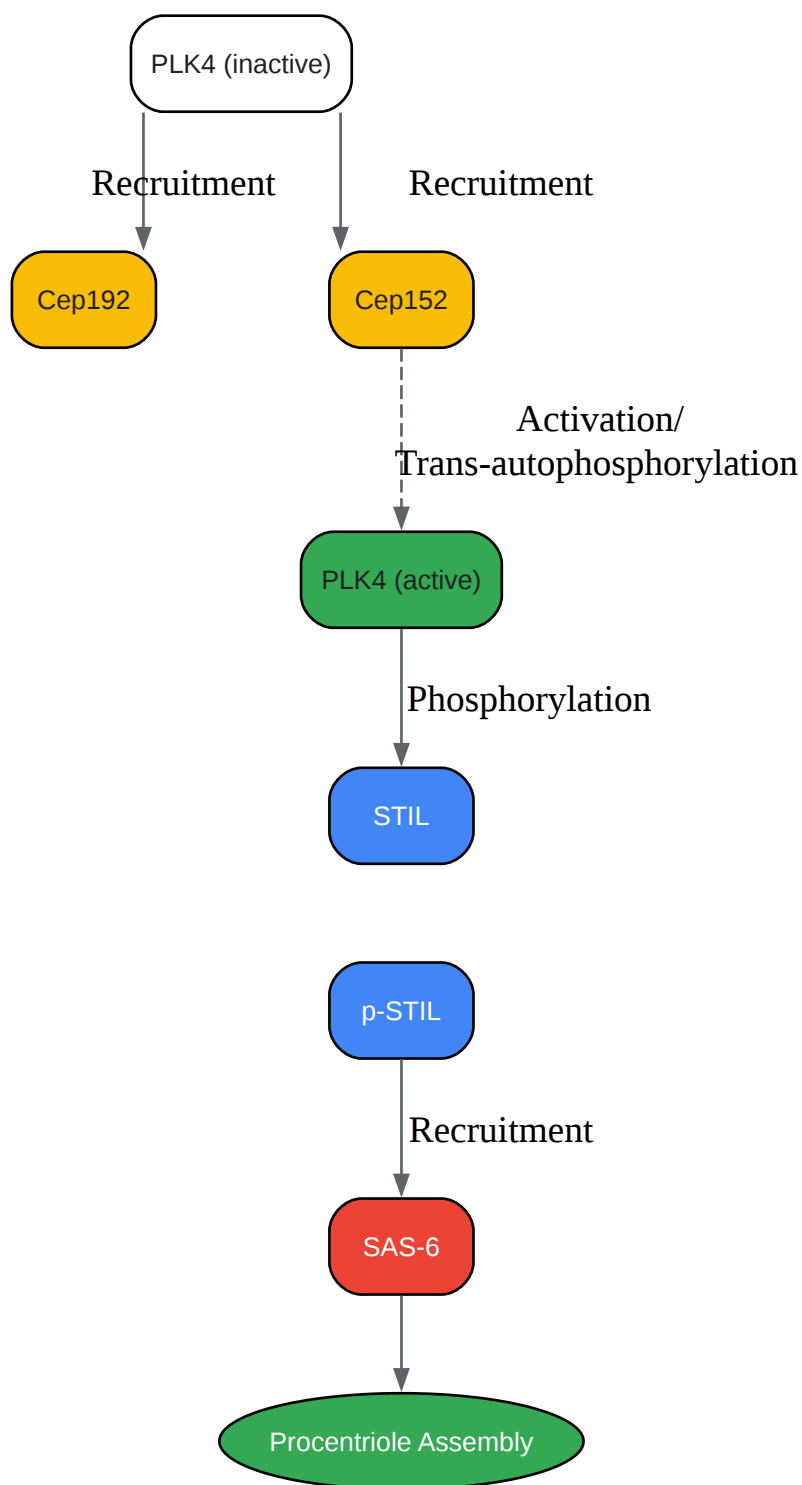 PLK4 (inactive)
Recruitment
Recruitment
Cep192
Cep152
Activation/
Trans-autophosphorylation
PLK4 (active)
Phosphorylation
STIL
p-STIL
Recruitment
SAS-6
Procentriole Assembly